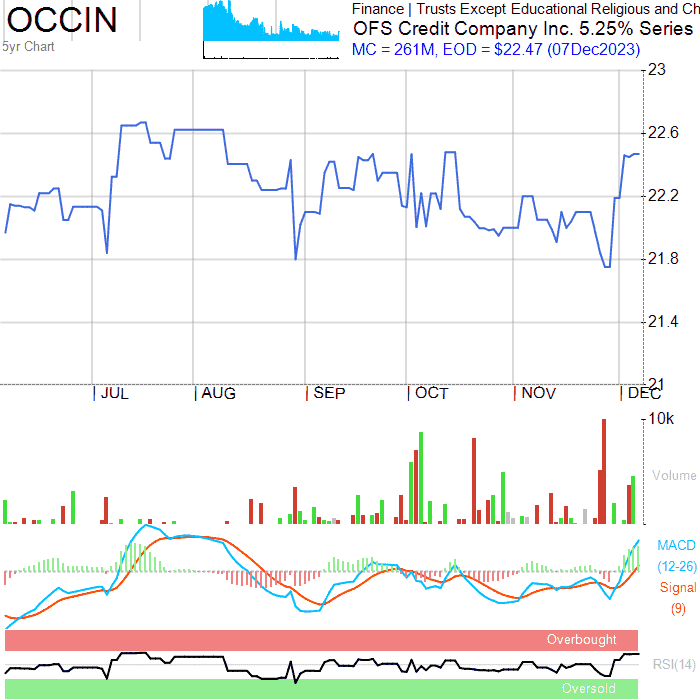 OCCIN
5yr Chart
Finance | Trusts Except Educational Religious and Ch
OFS Credit Company Inc. 5.25% Series
MC = 261M, EOD = $22.47 (07Dec2023)
23
22.6
22.2
21.8
21.4
21
JUL
AUG
SEP
OCT
NOV
DEC
10k
Volume
MACD
(12-26)
Signal
(9)
Overbought
RSI(14)
Oversold